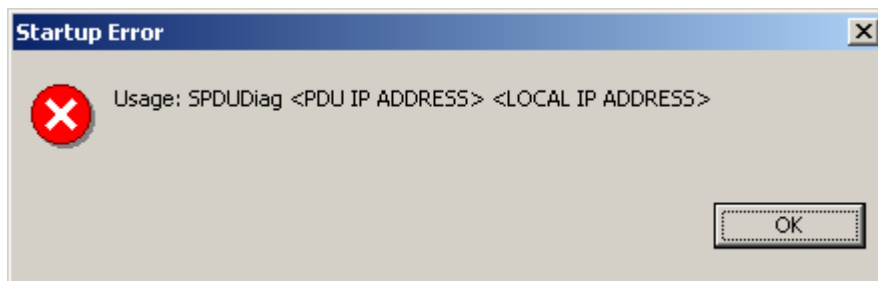 Startup Error
Usage: SPDUDiag <PDU IP ADDRESS> <LOCAL IP ADDRESS>
OK